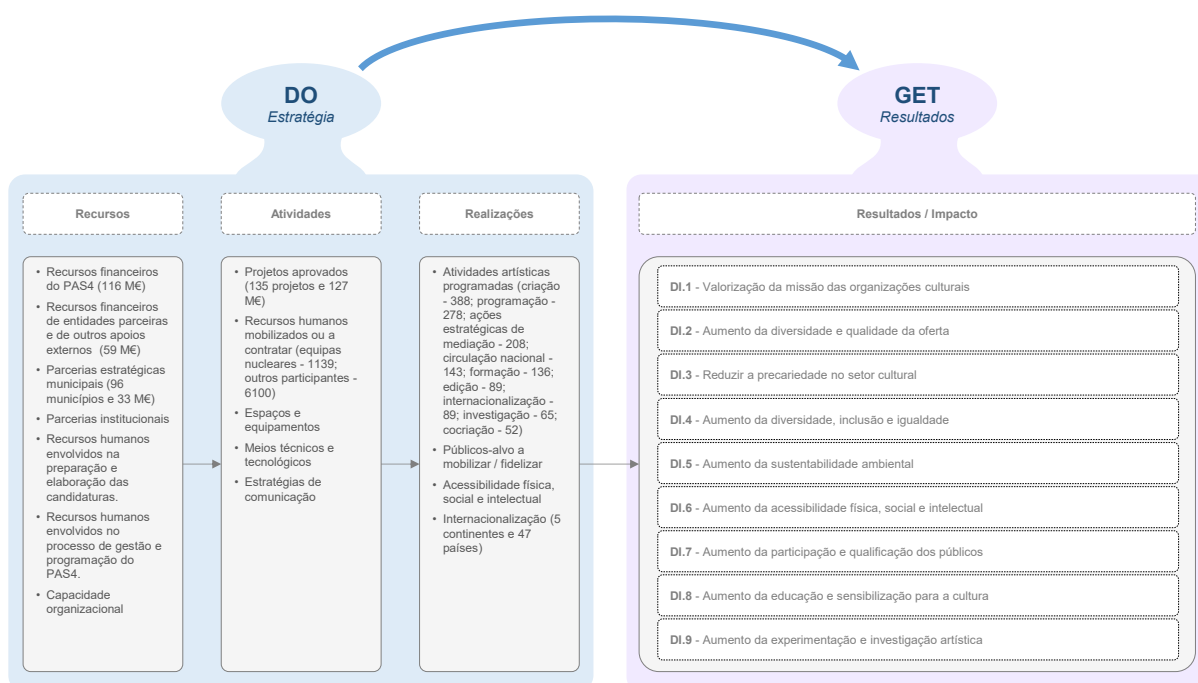 DO
Estratégia
GET
Resultados
Recursos
Atividades
Realizações
Resultados / Impacto
• Recursos financeiros
do PAS4 (116 M€)
• Recursos financeiros
de entidades parceiras
e de outros apoios
externos (59 M€)
• Parcerias estratégicas
municipais (96
municípios e 33 M€)
• Parcerias institucionais
• Recursos humanos
envolvidos na
preparação e
elaboração das
candidaturas.
• Recursos humanos
envolvidos no
processo de gestão e
programação do
PAS4.
• Capacidade
organizacional
• Projetos aprovados
(135 projetos e 127
M€)
• Recursos humanos
mobilizados ou a
contratar (equipas
nucleares - 1139;
outros participantes -
6100)
• Espaços e
equipamentos
• Meios técnicos e
tecnológicos
• Estratégias de
comunicação
• Atividades artísticas
programadas (criação
- 388; programação -
278; ações
estratégicas de
mediação - 208;
circulação nacional -
143; formação - 136;
edição - 89;
internacionalização -
89; investigação - 65;
cocriação - 52)
• Públicos-alvo a
mobilizar / fidelizar
• Acessibilidade física,
social e intelectual
• Internacionalização (5
continentes e 47
países)
DI.1 - Valorização da missão das organizações culturais
DI.2 - Aumento da diversidade e qualidade da oferta
DI.3 - Reduzir a precariedade no setor cultural
DI.4 - Aumento da diversidade, inclusão e igualdade
DI.5 - Aumento da sustentabilidade ambiental
DI.6 - Aumento da acessibilidade física, social e intelectual
DI.7 - Aumento da participação e qualificação dos públicos
DI.8 - Aumento da educação e sensibilização para a cultura
DI.9 - Aumento da experimentação e investigação artística